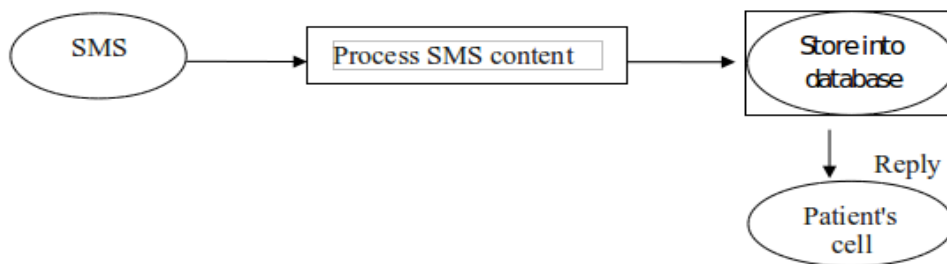 SMS
Process SMS content
Store into
database
Reply
Patient's
cell